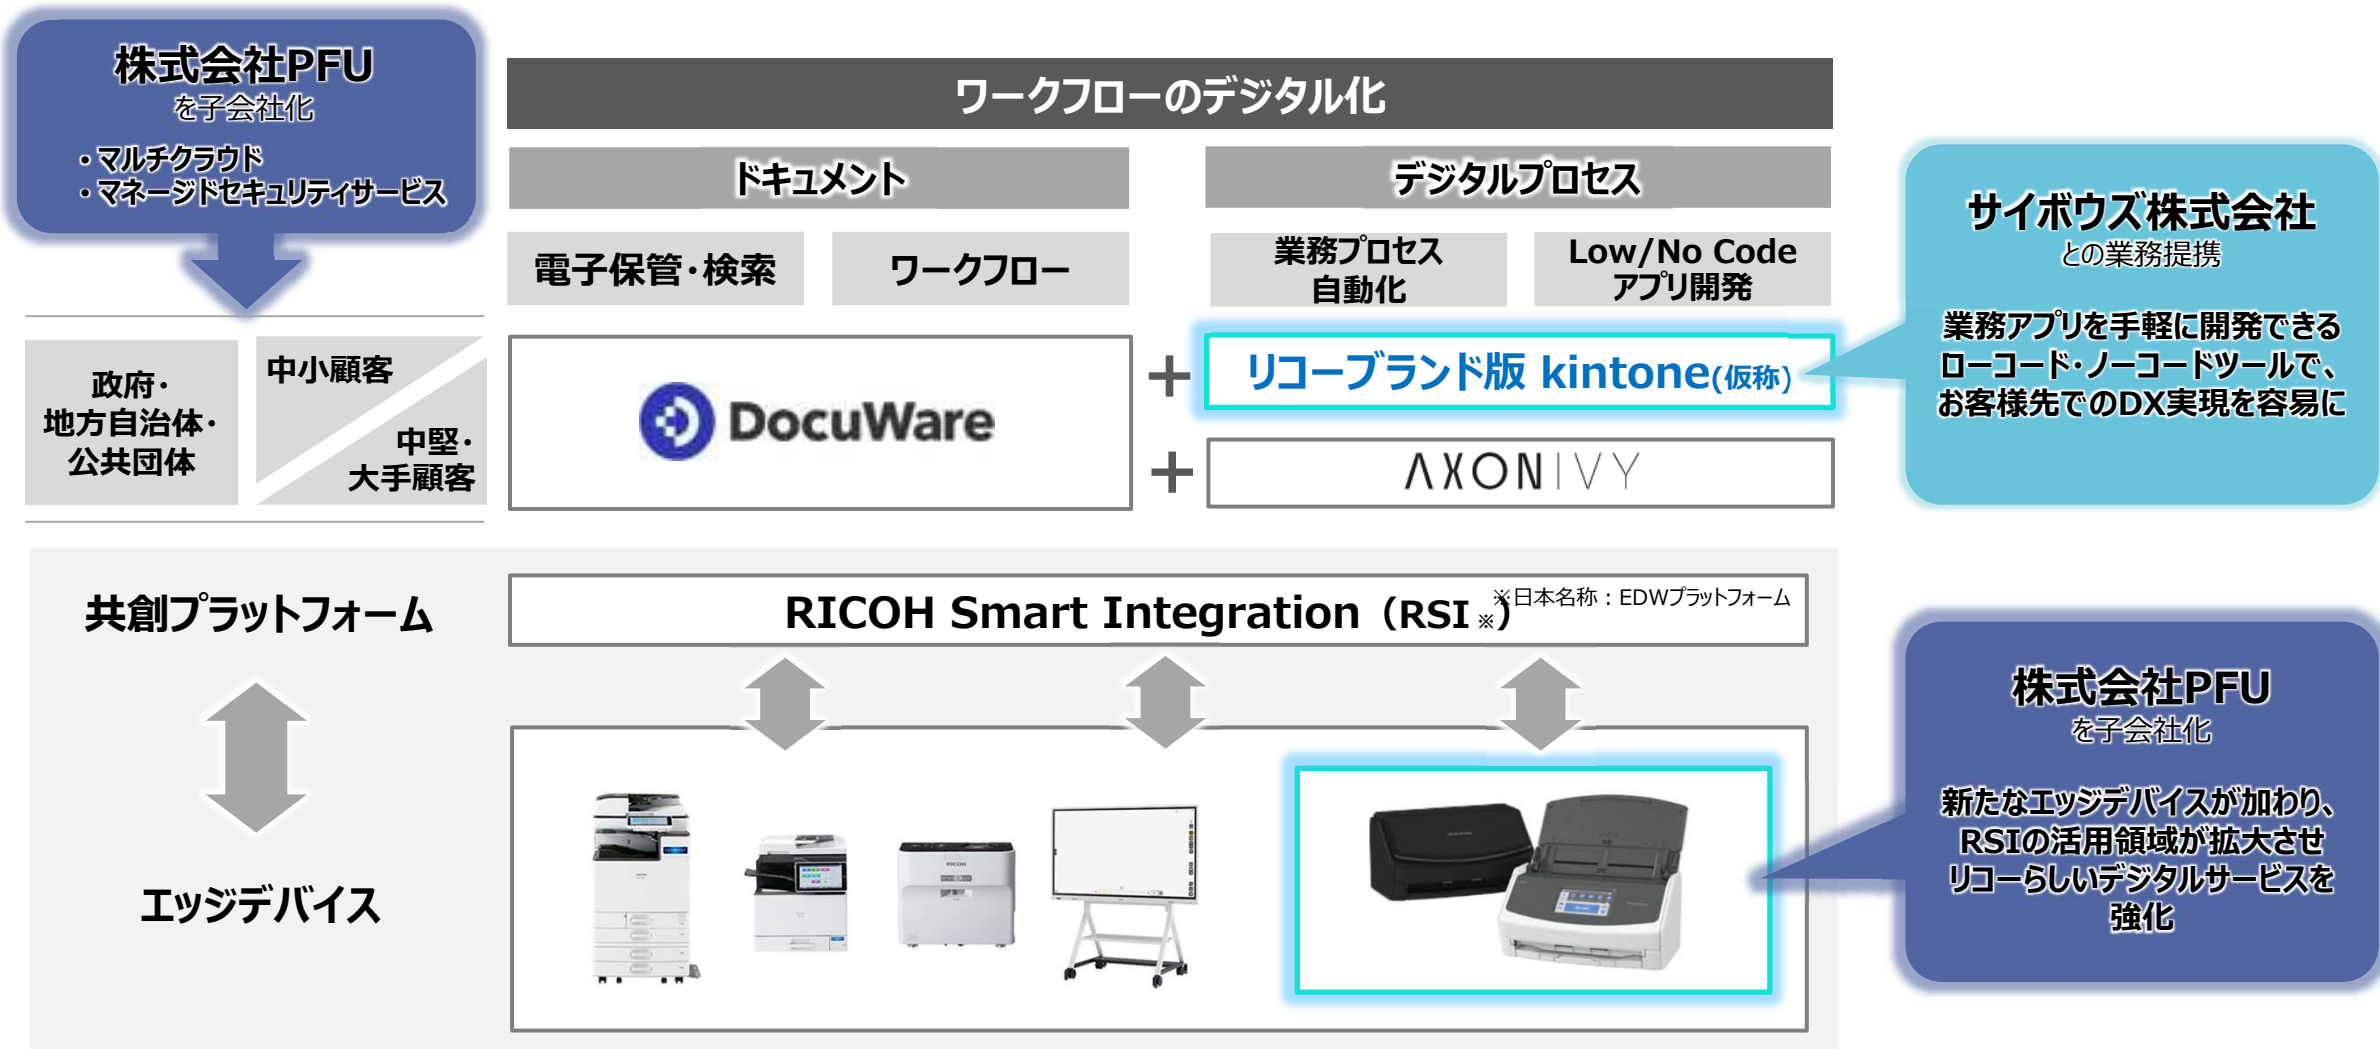 株式会社PFU
を子会社化
・マルチクラウド
・マネージドセキュリティサービス
ワークフローのデジタル化
ドキュメント
デジタルプロセス
電子保管・検索
ワークフロー
業務プロセス
自動化
Low/No Code
アプリ開発
サイボウズ株式会社
との業務提携
業務アプリを手軽に開発できる
ローコード・ノーコードツールで、
お客様先でのDX実現を容易に
政府・
地方自治体・
公共団体
中小顧客
中堅・
大手顧客
DocuWare
+
リコーブランド版 kintone(仮称)
+
AXONIVY
共創プラットフォーム
RICOH Smart Integration（RSI※）
※日本名称：EDWプラットフォーム
エッジデバイス
RICOH
株式会社PFU
を子会社化
新たなエッジデバイスが加わり、
RSIの活用領域が拡大させ
リコーらしいデジタルサービスを
強化